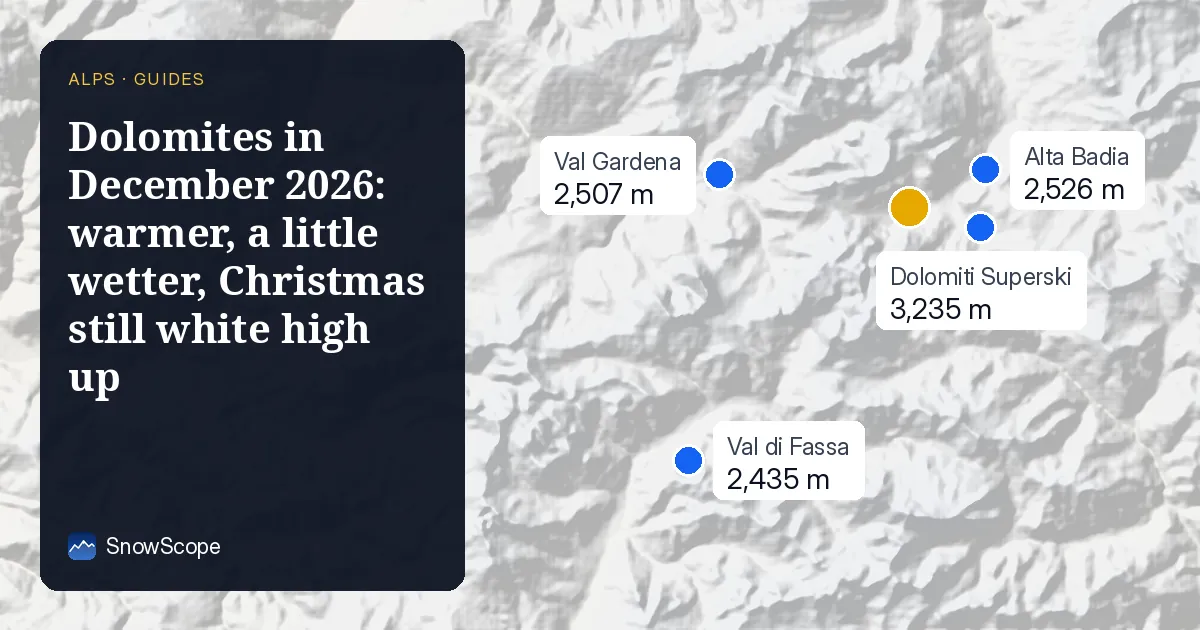 ALPS · GUIDES
Dolomites in
December 2026:
warmer, a little
wetter, Christmas
still white high
up
SnowScope
Val Gardena
2,507 m
Alta Badia
2,526 m
Dolomiti Superski
3,235 m
Val di Fassa
2,435 m